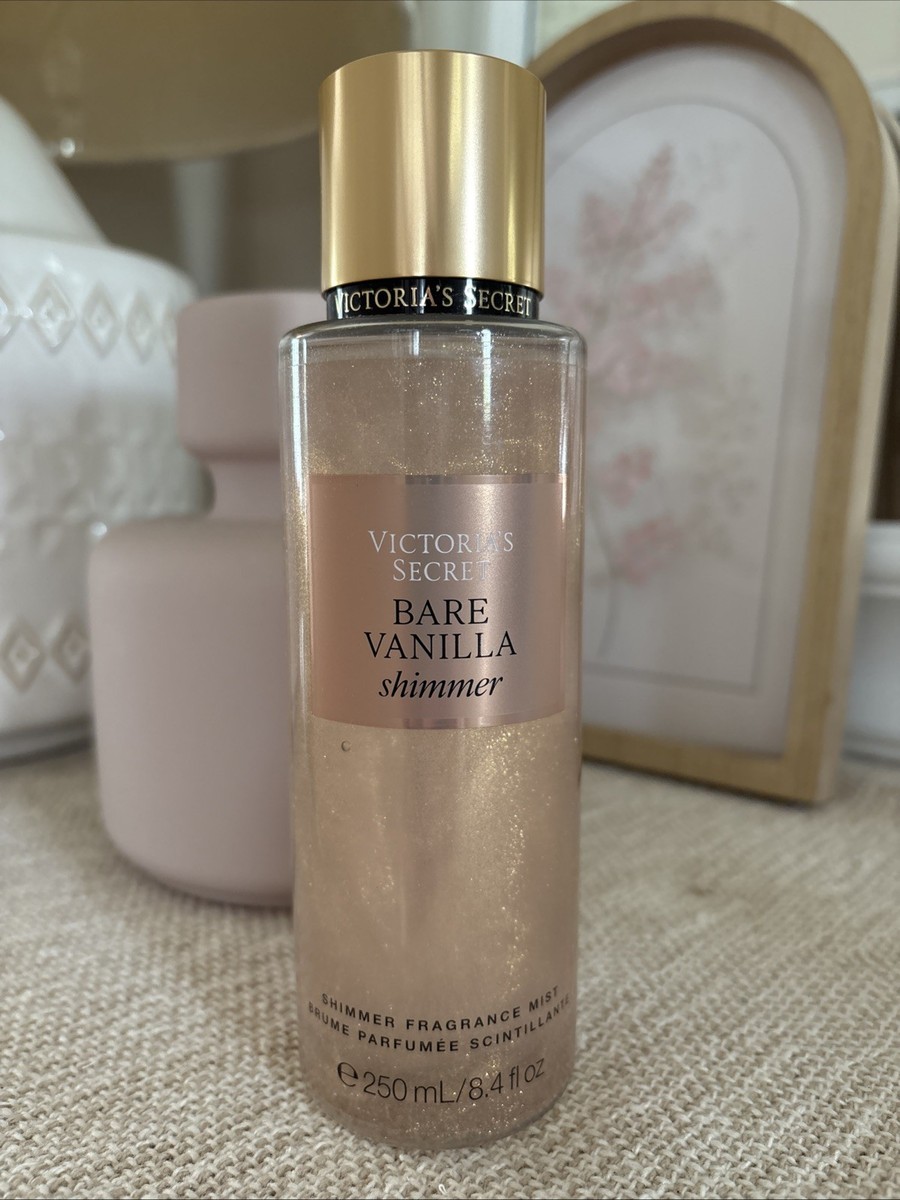 VICTORIA'S SECRET
VICTORIA'S
SECRET
BARE
VANILLA
shimmer
SHIMMER FRAGRANCE MIST
BRUME PARFUMÉE SCINTILLANTE
℮ 250 mL/8.4 fl oz